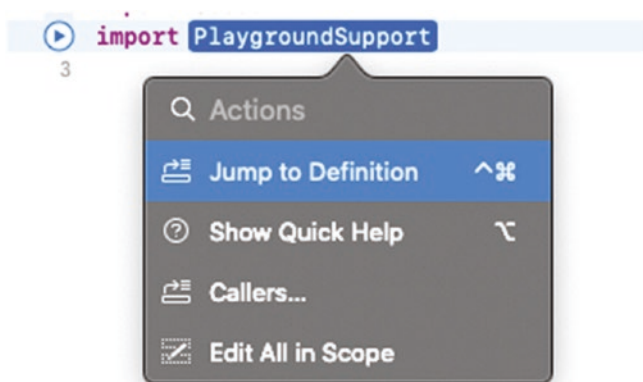 import PlaygroundSupport
3
Actions
Jump to Definition ^⌘
Show Quick Help ⌥
Callers...
Edit All in Scope